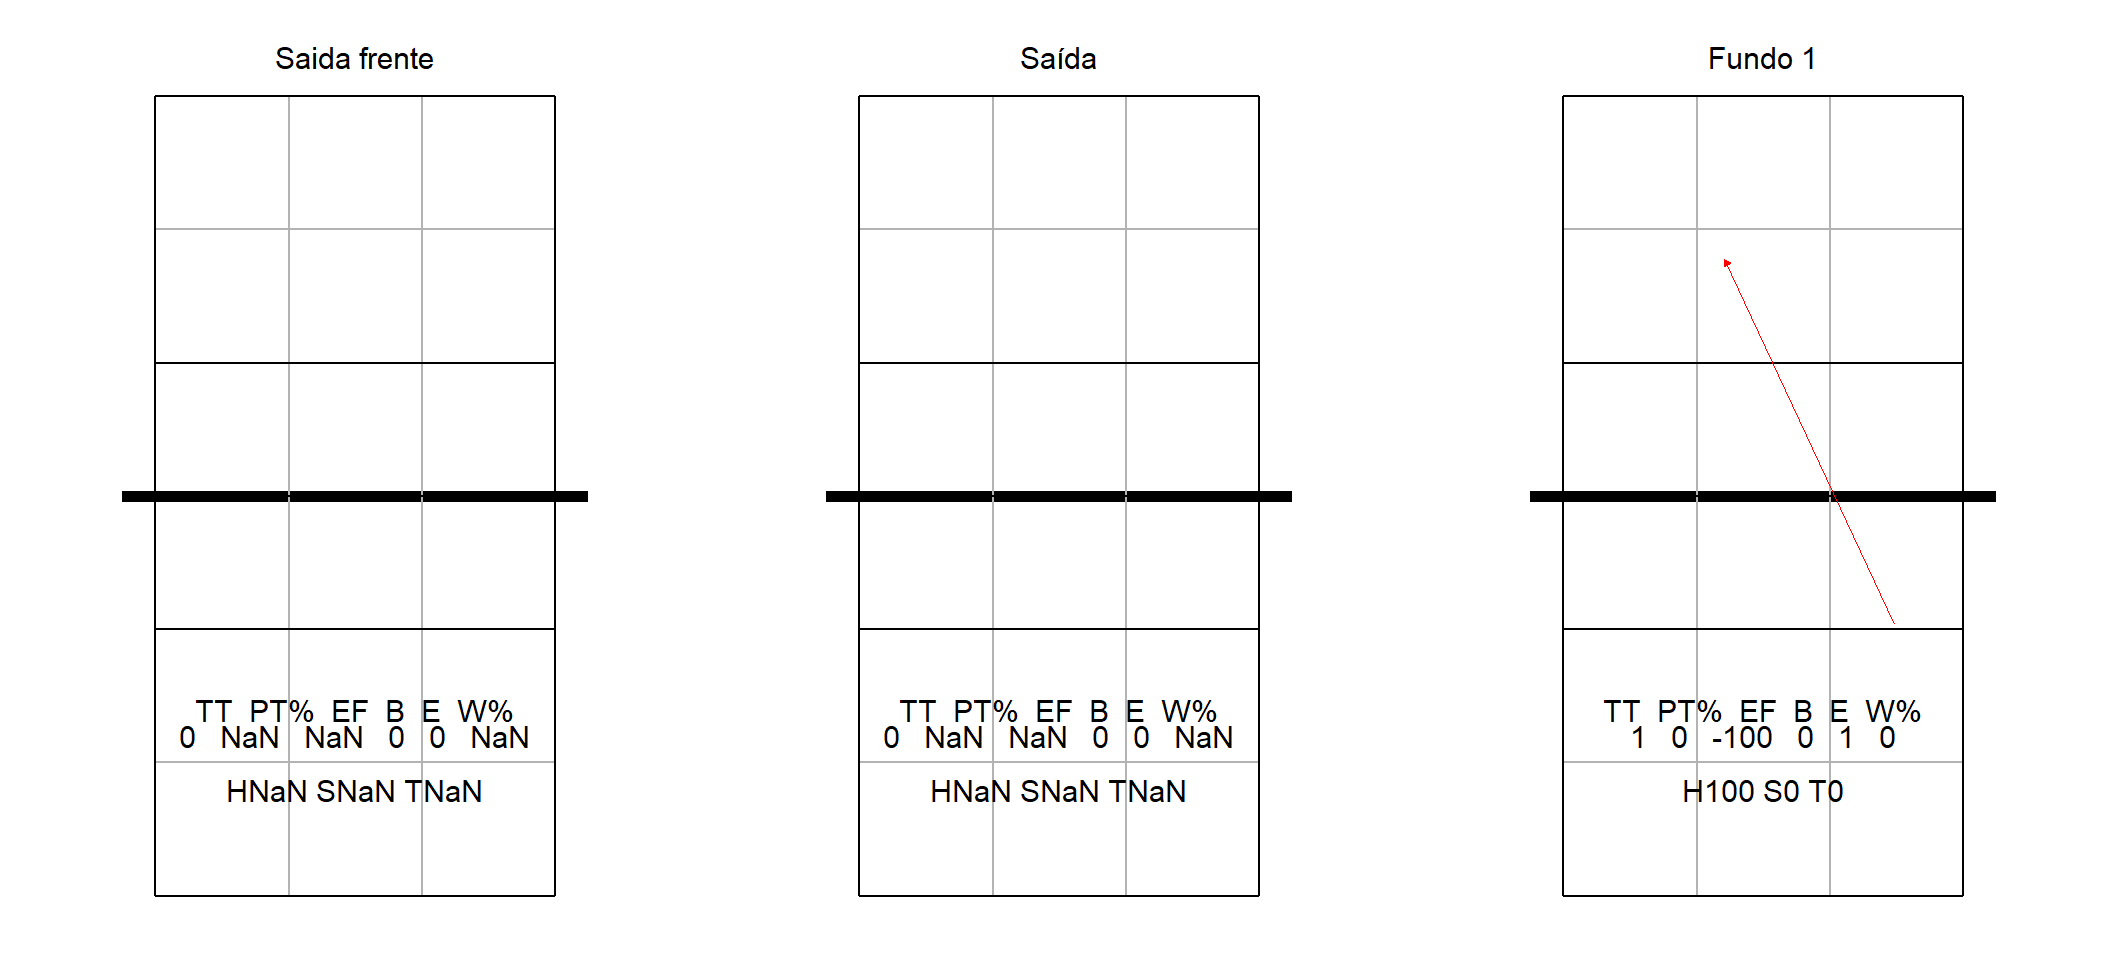 Saida frente
TT PT% EF B E W%
0 NaN NaN 0 0 NaN
HNaN SNaN TNaN
Saída
TT PT% EF B E W%
0 NaN NaN 0 0 NaN
HNaN SNaN TNaN
Fundo 1
TT PT% EF B E W%
1 0 -100 0 1 0
H100 S0 T0